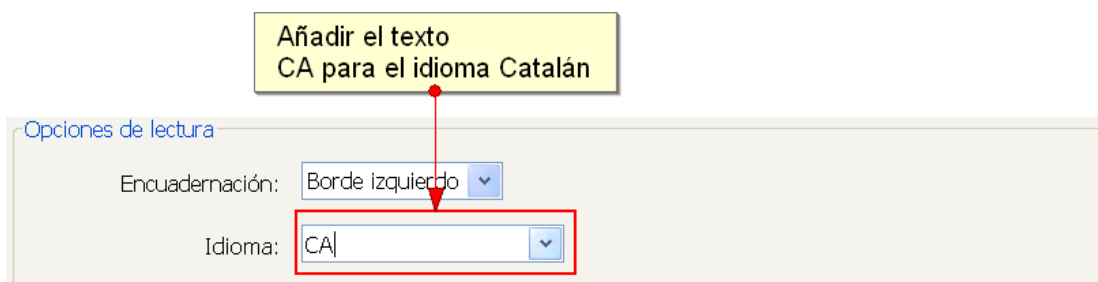 Añadir el texto
CA para el idioma Catalán
Opciones de lectura
Encuadernación: Borde izquierdo
Idioma: CA